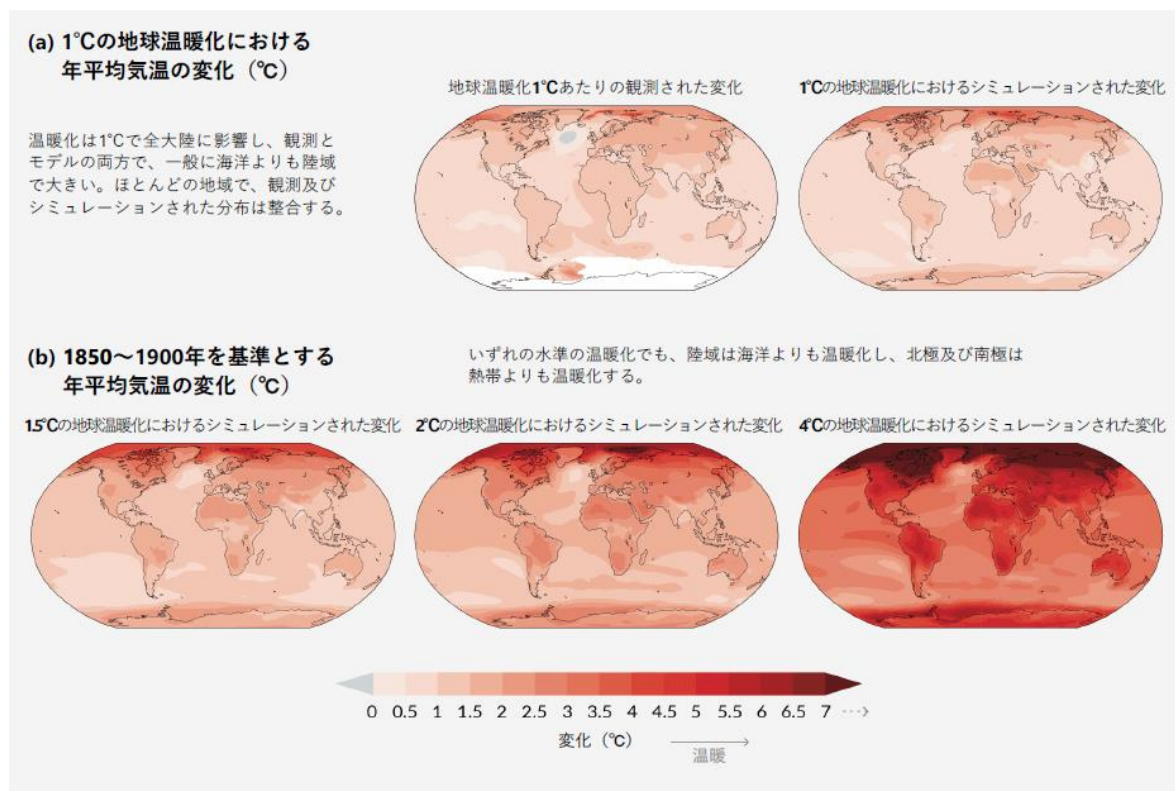 (a) 1℃の地球温暖化における
年平均気温の変化（℃）
温暖化は1℃で全大陸に影響し、観測と
モデルの両方で、一般に海洋よりも陸域
で大きい。ほとんどの地域で、観測及び
シミュレーションされた分布は整合する。
地球温暖化1℃あたりの観測された変化
1℃の地球温暖化におけるシミュレーションされた変化
(b) 1850～1900年を基準とする
年平均気温の変化（℃）
いずれの水準の温暖化でも、陸域は海洋よりも温暖化し、北極及び南極は
熱帯よりも温暖化する。
1.5℃の地球温暖化におけるシミュレーションされた変化
2℃の地球温暖化におけるシミュレーションされた変化
4℃の地球温暖化におけるシミュレーションされた変化
0 0.5 1 1.5 2 2.5 3 3.5 4 4.5 5 5.5 6 6.5 7
変化（℃）
温暖